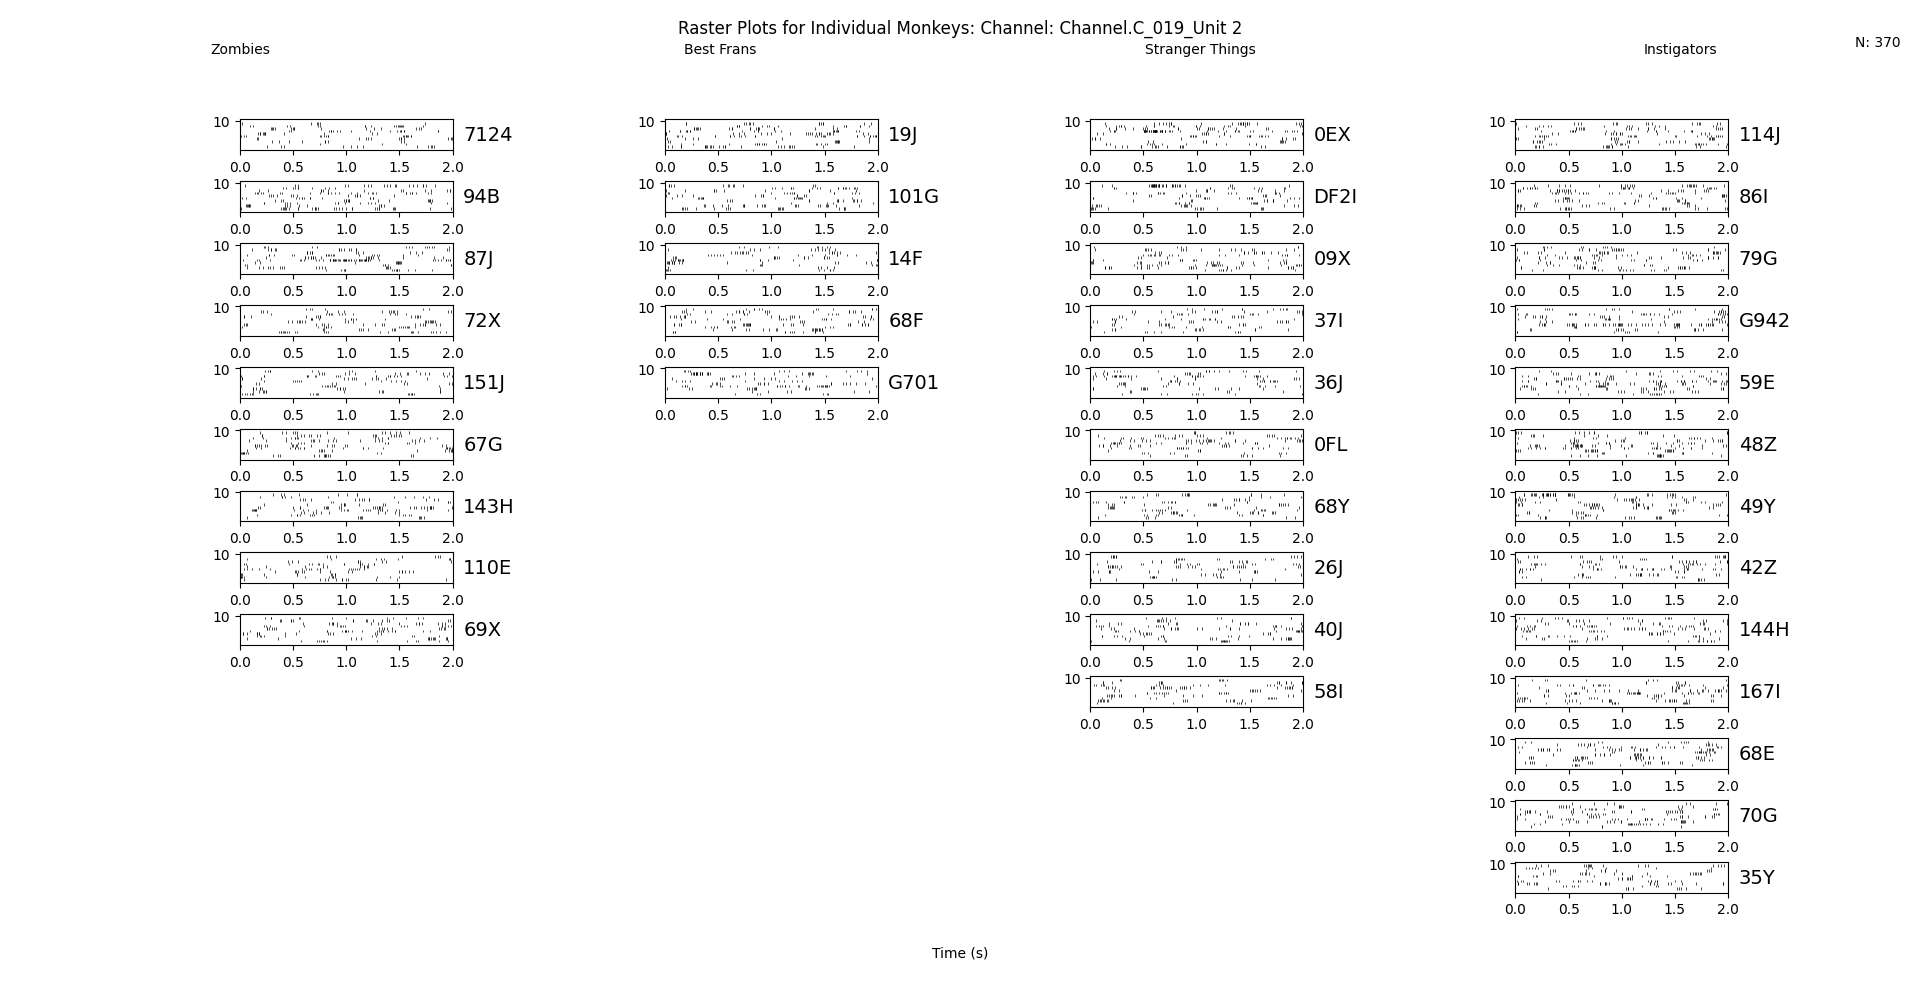 Raster Plots for Individual Monkeys: Channel: Channel.C_019_Unit 2
N: 370
Zombies Best Frans Stranger Things Instigators
10 7124 10 19J 10 0EX 10 114J
0.0 0.5 1.0 1.5 2.0 0.0 0.5 1.0 1.5 2.0 0.0 0.5 1.0 1.5 2.0 0.0 0.5 1.0 1.5 2.0
10 94B 10 101G 10 DF2I 10 86I
0.0 0.5 1.0 1.5 2.0 0.0 0.5 1.0 1.5 2.0 0.0 0.5 1.0 1.5 2.0 0.0 0.5 1.0 1.5 2.0
10 87J 10 14F 10 09X 10 79G
0.0 0.5 1.0 1.5 2.0 0.0 0.5 1.0 1.5 2.0 0.0 0.5 1.0 1.5 2.0 0.0 0.5 1.0 1.5 2.0
10 72X 10 68F 10 37I 10 G942
0.0 0.5 1.0 1.5 2.0 0.0 0.5 1.0 1.5 2.0 0.0 0.5 1.0 1.5 2.0 0.0 0.5 1.0 1.5 2.0
10 151J 10 G701 10 36J 10 59E
0.0 0.5 1.0 1.5 2.0 0.0 0.5 1.0 1.5 2.0 0.0 0.5 1.0 1.5 2.0 0.0 0.5 1.0 1.5 2.0
10 67G 10 0FL 10 48Z
0.0 0.5 1.0 1.5 2.0 0.0 0.5 1.0 1.5 2.0 0.0 0.5 1.0 1.5 2.0
10 143H 10 68Y 10 49Y
0.0 0.5 1.0 1.5 2.0 0.0 0.5 1.0 1.5 2.0 0.0 0.5 1.0 1.5 2.0
10 110E 10 26J 10 42Z
0.0 0.5 1.0 1.5 2.0 0.0 0.5 1.0 1.5 2.0 0.0 0.5 1.0 1.5 2.0
10 69X 10 40J 10 144H
0.0 0.5 1.0 1.5 2.0 0.0 0.5 1.0 1.5 2.0 0.0 0.5 1.0 1.5 2.0
10 58I 10 167I
0.0 0.5 1.0 1.5 2.0 0.0 0.5 1.0 1.5 2.0
10 68E
0.0 0.5 1.0 1.5 2.0
10 70G
0.0 0.5 1.0 1.5 2.0
10 35Y
0.0 0.5 1.0 1.5 2.0
Time (s)